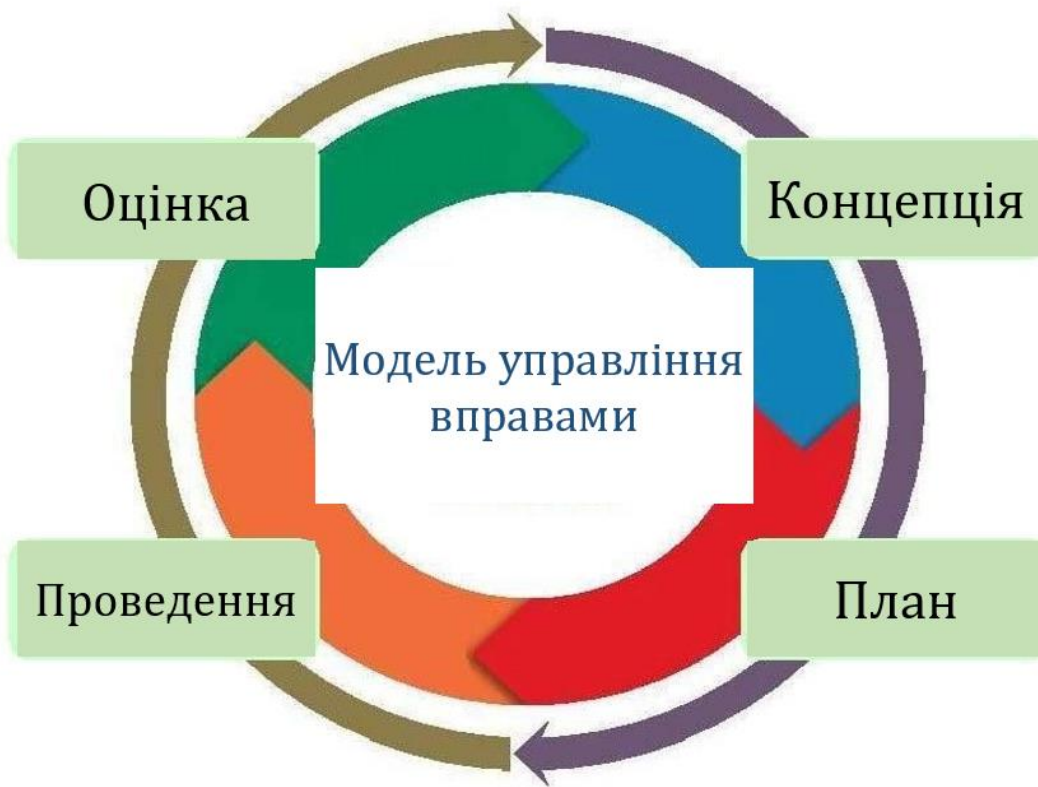 Оцінка
Концепція
Модель управління
вправами
Проведення
План